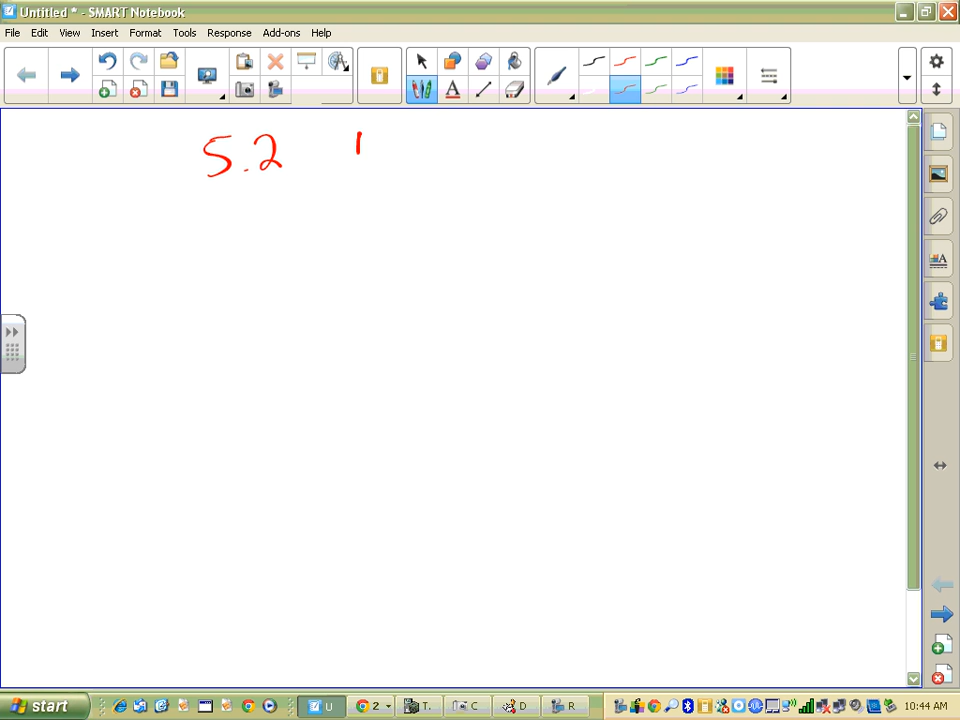 Untitled * - SMART Notebook
File Edit View Insert Format Tools Response Add-ons Help
5.2
start
U
2
T.
C
D
R
10:44 AM